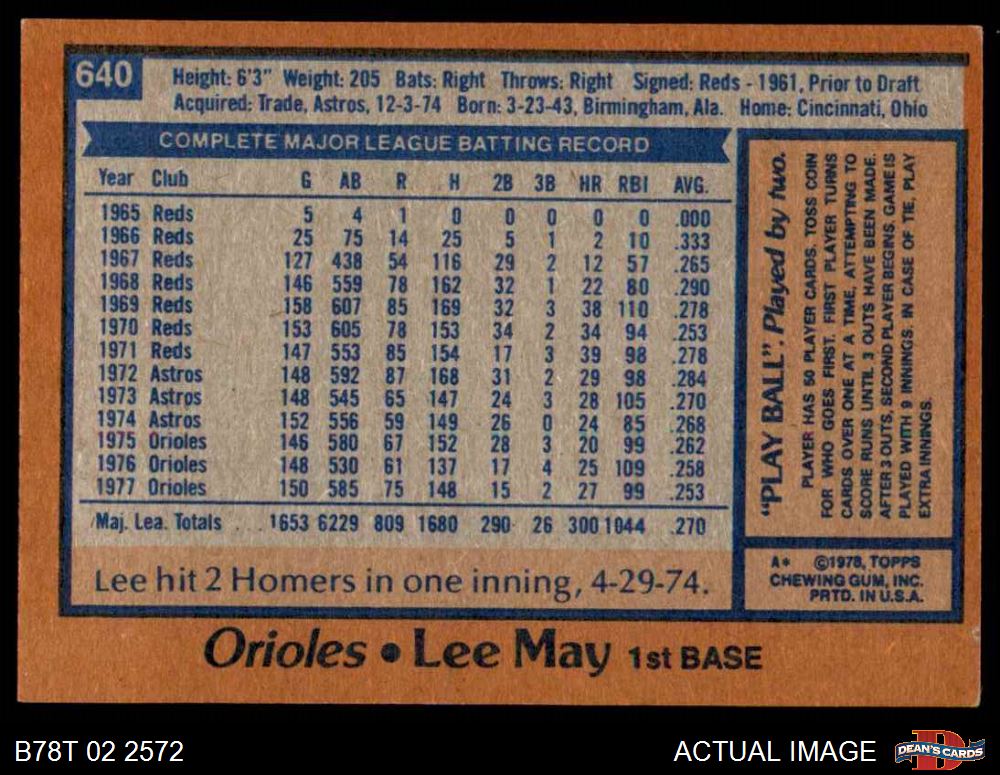 640
Height: 6'3" Weight: 205 Bats: Right Throws: Right Signed: Reds - 1961, Prior to Draft
Acquired: Trade, Astros, 12-3-74 Born: 3-23-43, Birmingham, Ala. Home: Cincinnati, Ohio
COMPLETE MAJOR LEAGUE BATTING RECORD
Year Club G AB R H 2B 3B HR RBI AVG.
1965 Reds 5 4 1 0 0 0 0 0 .000
1966 Reds 25 75 14 25 5 1 2 10 .333
1967 Reds 127 438 54 116 29 2 12 57 .265
1968 Reds 146 559 78 162 32 1 22 80 .290
1969 Reds 158 607 85 169 32 3 38 110 .278
1970 Reds 153 605 78 153 34 2 34 94 .253
1971 Reds 147 553 85 154 17 3 39 98 .278
1972 Astros 148 592 87 168 31 2 29 98 .284
1973 Astros 148 545 65 147 24 3 28 105 .270
1974 Astros 152 556 59 149 26 0 24 85 .268
1975 Orioles 146 580 67 152 28 3 20 99 .262
1976 Orioles 148 530 61 137 17 4 25 109 .258
1977 Orioles 150 585 75 148 15 2 27 99 .253
Maj. Lea. Totals 1653 6229 809 1680 290 26 300 1044 .270
Lee hit 2 Homers in one inning, 4-29-74.
"PLAY BALL". Played by two.
PLAYER HAS 50 PLAYER CARDS. TOSS COIN
FOR WHO GOES FIRST. FIRST PLAYER TURNS
CARDS OVER ONE AT A TIME, ATTEMPTING TO
SCORE RUNS UNTIL 3 OUTS HAVE BEEN MADE.
AFTER 3 OUTS, SECOND PLAYER BEGINS. GAME IS
PLAYED WITH 9 INNINGS. IN CASE OF TIE, PLAY
EXTRA INNINGS.
A* ©1978, TOPPS
CHEWING GUM, INC.
PRTD. IN U.S.A.
Orioles • Lee May 1st BASE
B78T 02 2572
ACTUAL IMAGE
DEAN'S CARDS